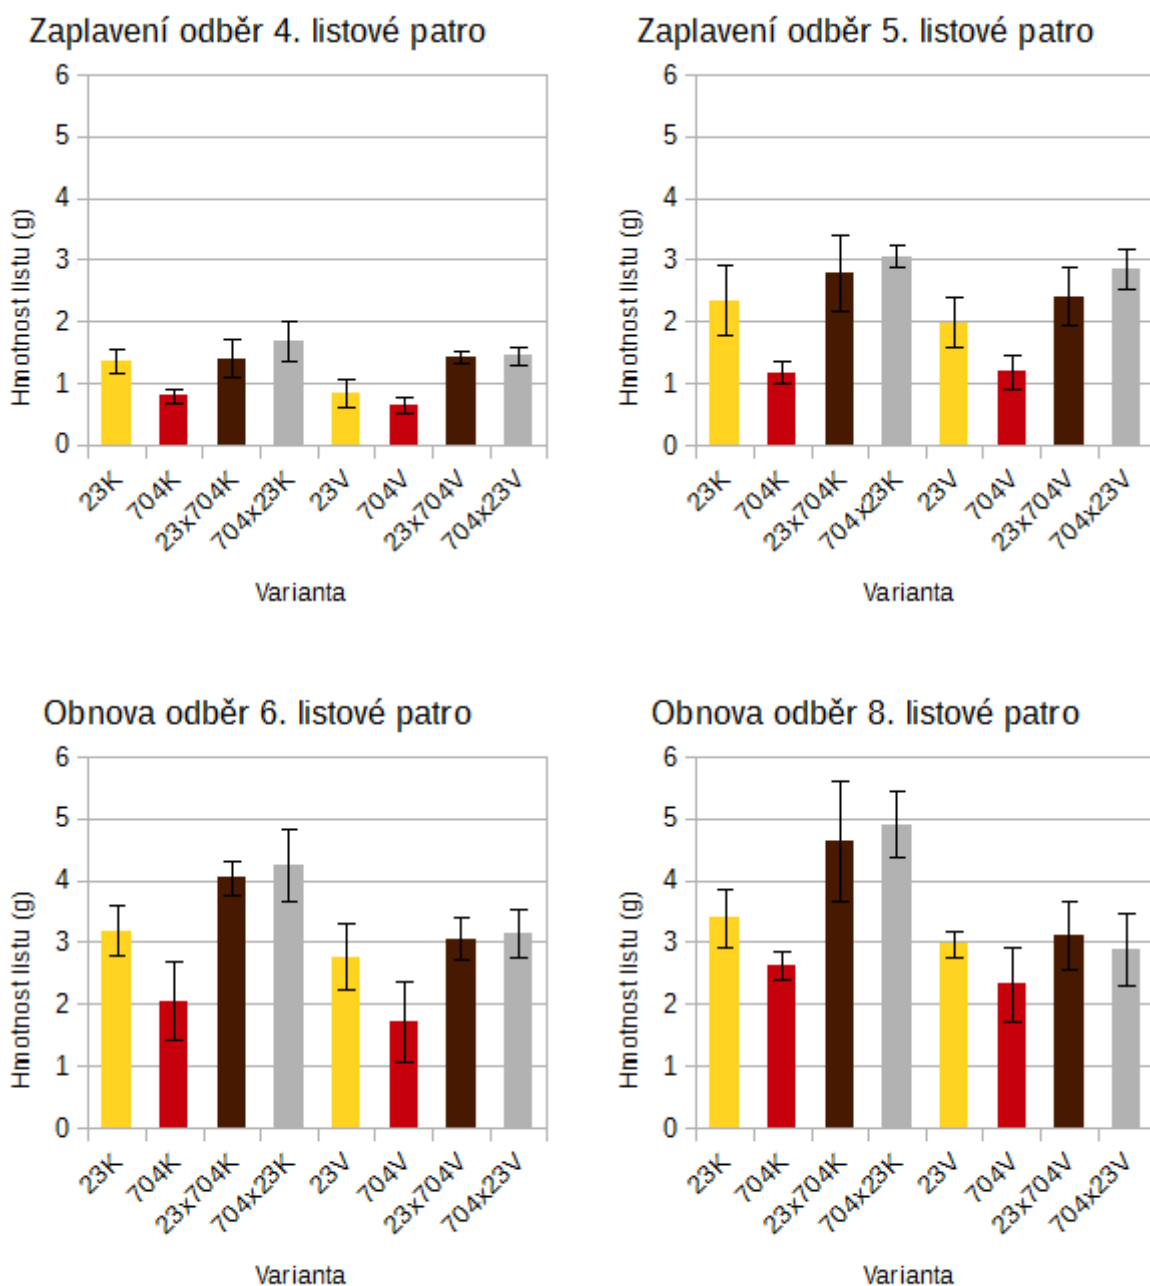 Zaplavení odběr 4. listové patro
6
5
4
3
2
1
0
Hmotnost listu (g)
23K
704K
23x704K
704x23K
23V
704V
23x704V
704x23V
Varianta
Zaplavení odběr 5. listové patro
6
5
4
3
2
1
0
Hmotnost listu (g)
23K
704K
23x704K
704x23K
23V
704V
23x704V
704x23V
Varianta
Obnova odběr 6. listové patro
6
5
4
3
2
1
0
Hmotnost listu (g)
23K
704K
23x704K
704x23K
23V
704V
23x704V
704x23V
Varianta
Obnova odběr 8. listové patro
6
5
4
3
2
1
0
Hmotnost listu (g)
23K
704K
23x704K
704x23K
23V
704V
23x704V
704x23V
Varianta